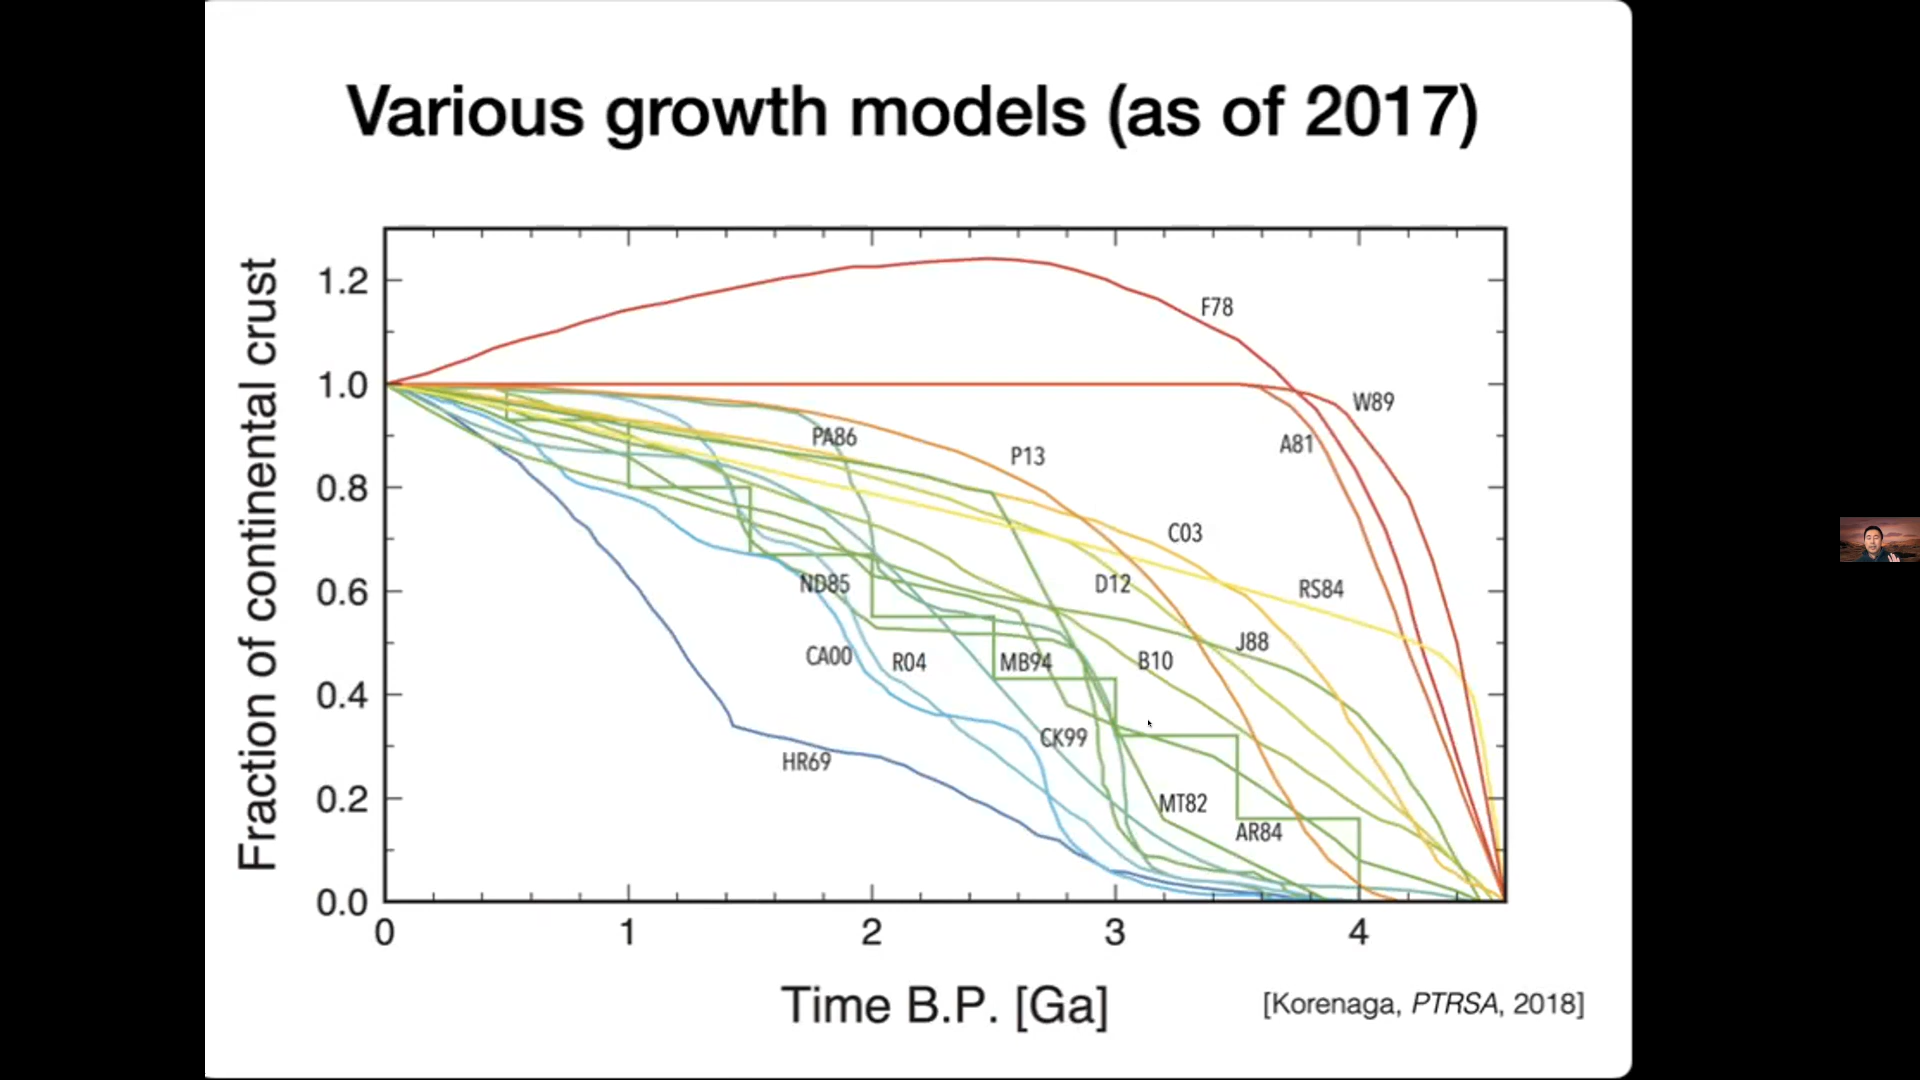 Various growth models (as of 2017)
Fraction of continental crust
1.2
1.0
0.8
0.6
0.4
0.2
0.0
0
1
2
3
4
F78
W89
A81
PA86
P13
C03
D12
RS84
ND85
J88
CA00
R04
MB94
B10
CK99
HR69
MT82
AR84
Time B.P. [Ga]
[Korenaga, PTRSA, 2018]